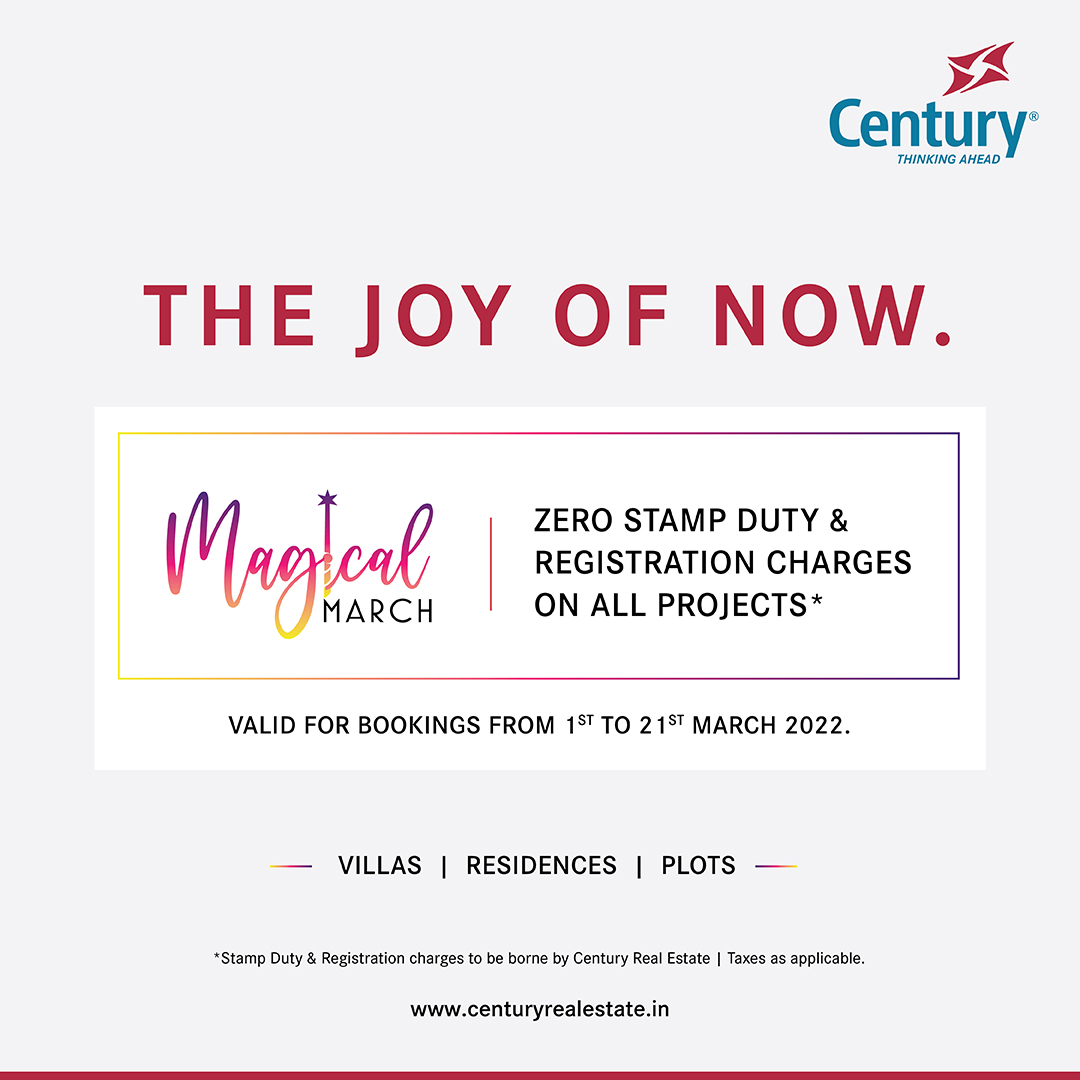 Century®
THINKING AHEAD
THE JOY OF NOW.
Magical
MARCH
ZERO STAMP DUTY &
REGISTRATION CHARGES
ON ALL PROJECTS*
VALID FOR BOOKINGS FROM 1ST TO 21ST MARCH 2022.
VILLAS | RESIDENCES | PLOTS
*Stamp Duty & Registration charges to be borne by Century Real Estate | Taxes as applicable.
www.centuryrealestate.in